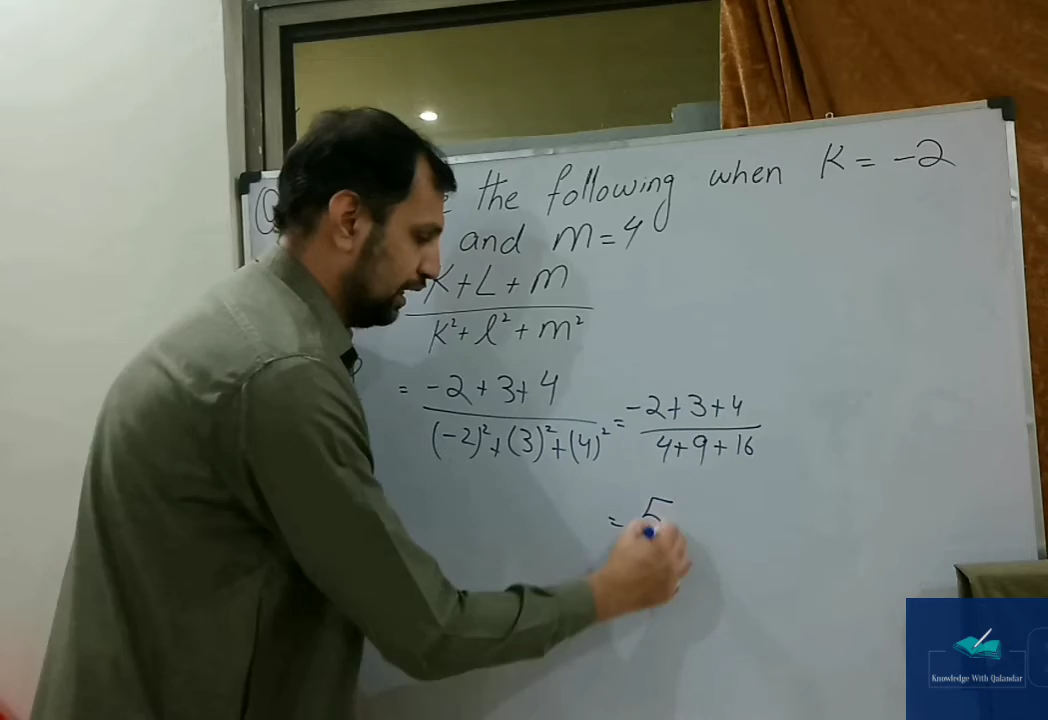 the following when K = -2
and m = 4
K + L + m
K² + l² + m²
= -2 + 3 + 4
(-2)² + (3)² + (4)²
= -2 + 3 + 4
4 + 9 + 16
= 5
Knowledge With Qalandar